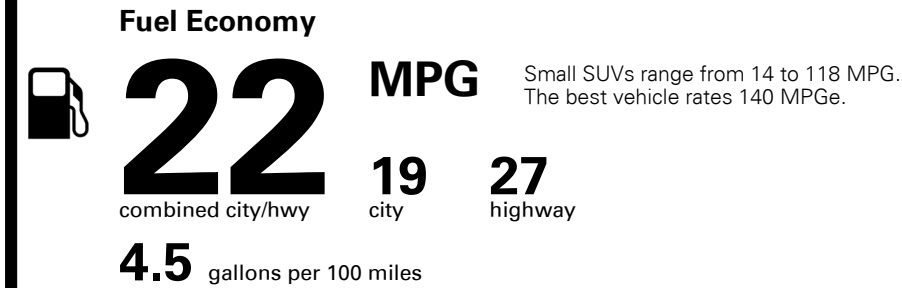 Fuel Economy
22 MPG
Small SUVs range from 14 to 118 MPG.
The best vehicle rates 140 MPGe.
combined city/hwy
19
city
27
highway
4.5 gallons per 100 miles